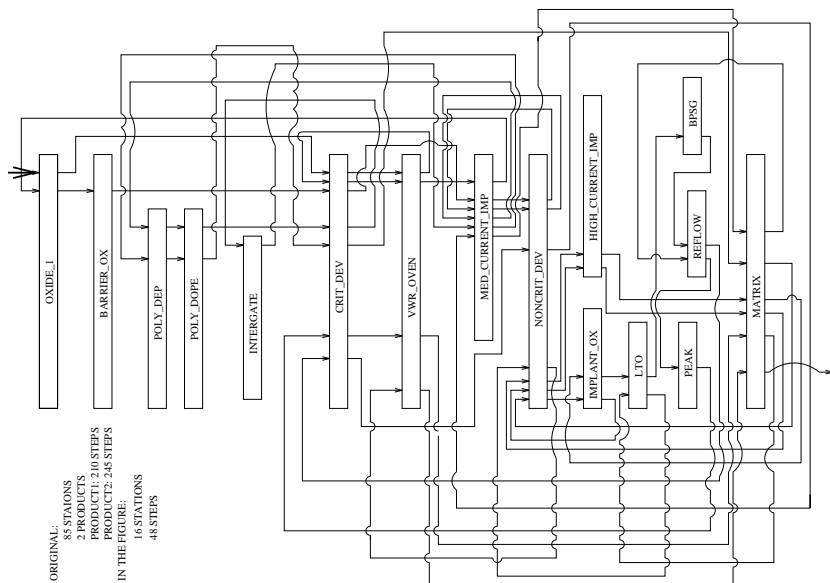 OXIDE_1
BARRIER_OX
POLY_DEP
POLY_DOPE
INTERGATE
CRIT_DEV
VWR_OVEN
MED_CURRENT_IMP
NONCRIT_DEV
HIGH_CURRENT_IMP
IMPLANT_OX
LTO
BPSG
REFLOW
PEAK
MATRIX
ORIGINAL:
85 STAIONS
2 PRODUCTS
PRODUCT1: 210 STEPS
PRODUCT2: 245 STEPS
IN THE FIGURE:
16 STATIONS
48 STEPS